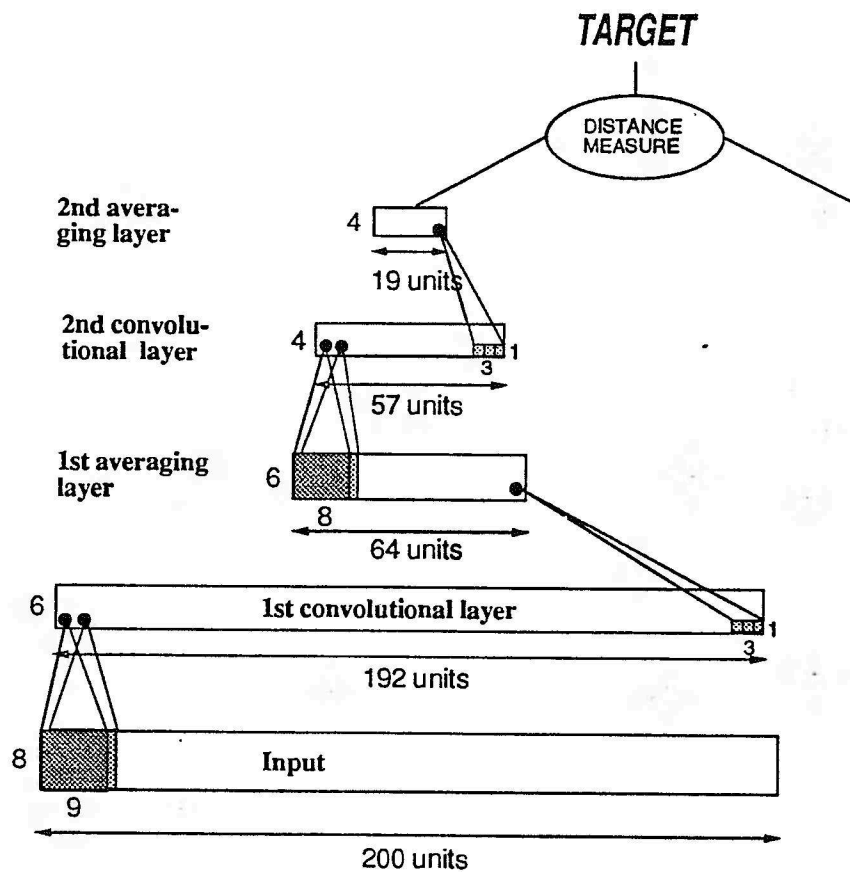 TARGET
DISTANCE
MEASURE
2nd avera-
ging layer
4
19 units
2nd convolu-
tional layer
4
1
3
57 units
1st averaging
layer
6
8
64 units
6
1st convolutional layer
1
3
192 units
8
Input
9
200 units